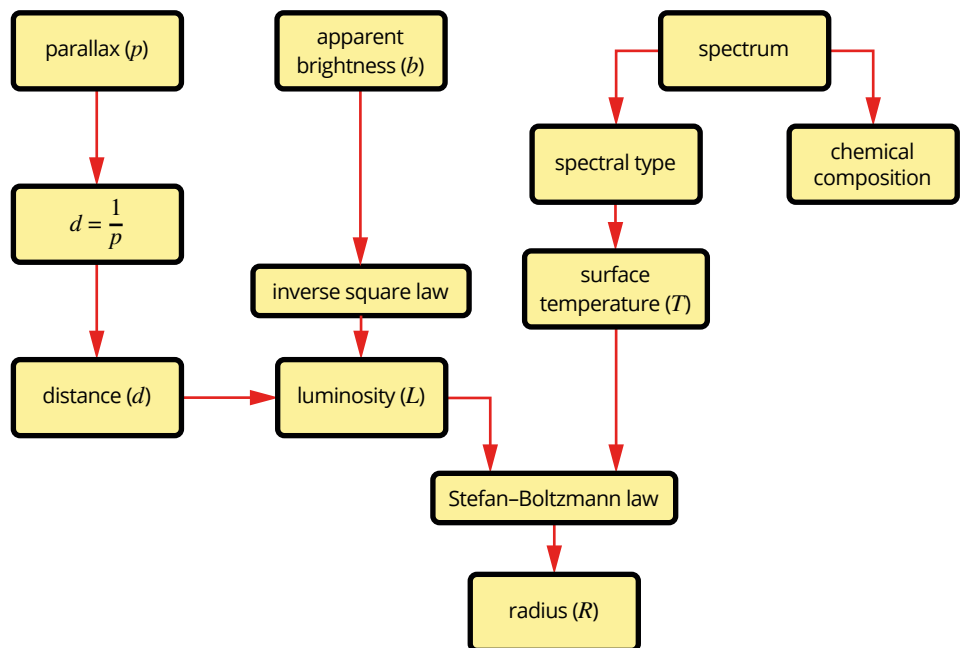 parallax (p)
apparent
brightness (b)
spectrum
spectral type
chemical
composition
d = 1/p
inverse square law
surface
temperature (T)
distance (d)
luminosity (L)
Stefan–Boltzmann law
radius (R)